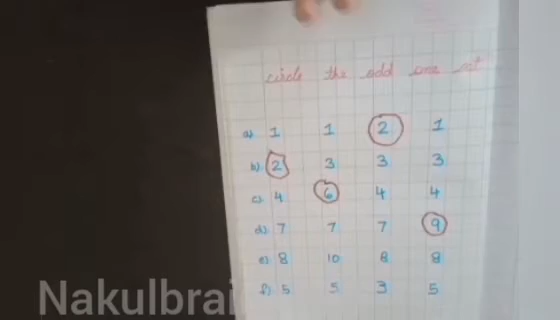 circle the odd one out
a) 1 1 2 1
b) 2 3 3 3
c) 4 6 4 4
d) 7 7 7 9
e) 8 10 8 8
f) 5 5 3 5
Nakulbrai